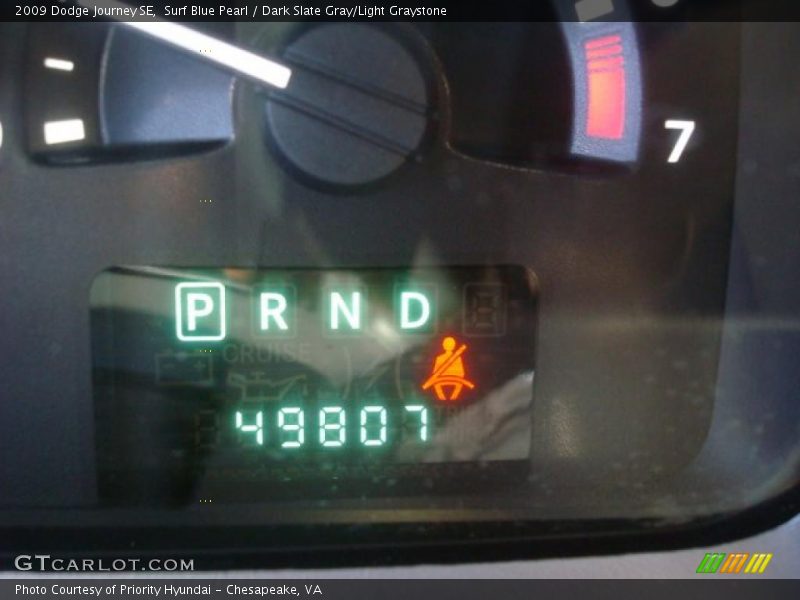 2009 Dodge Journey SE, Surf Blue Pearl / Dark Slate Gray/Light Graystone
7
P R N D
CRUISE
49807
GTCARLOT.COM
Photo Courtesy of Priority Hyundai - Chesapeake, VA